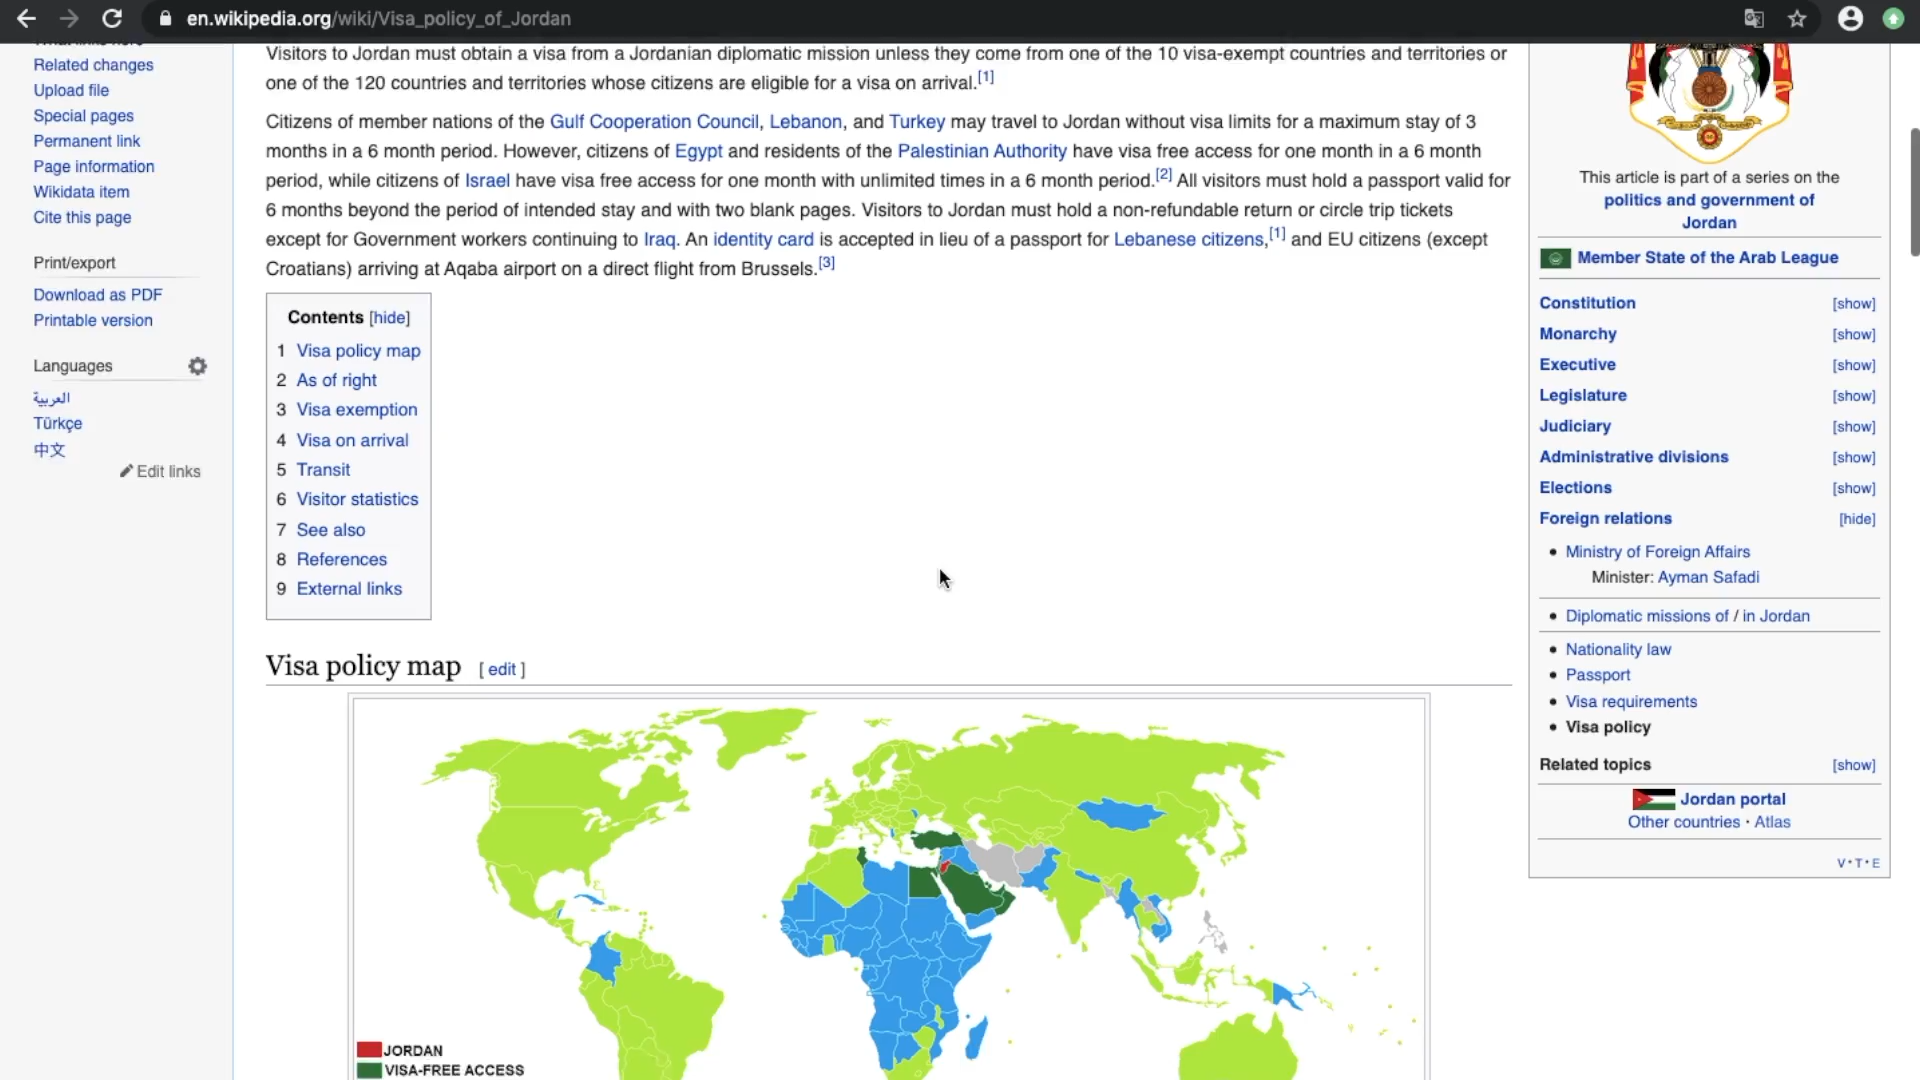 en.wikipedia.org/wiki/Visa_policy_of_Jordan
Related changes
Upload file
Special pages
Permanent link
Page information
Wikidata item
Cite this page
Print/export
Download as PDF
Printable version
Languages
العربية
Türkçe
中文
Edit links
Visitors to Jordan must obtain a visa from a Jordanian diplomatic mission unless they come from one of the 10 visa-exempt countries and territories or
one of the 120 countries and territories whose citizens are eligible for a visa on arrival.[1]
Citizens of member nations of the Gulf Cooperation Council, Lebanon, and Turkey may travel to Jordan without visa limits for a maximum stay of 3
months in a 6 month period. However, citizens of Egypt and residents of the Palestinian Authority have visa free access for one month in a 6 month
period, while citizens of Israel have visa free access for one month with unlimited times in a 6 month period.[2] All visitors must hold a passport valid for
6 months beyond the period of intended stay and with two blank pages. Visitors to Jordan must hold a non-refundable return or circle trip tickets
except for Government workers continuing to Iraq. An identity card is accepted in lieu of a passport for Lebanese citizens,[1] and EU citizens (except
Croatians) arriving at Aqaba airport on a direct flight from Brussels.[3]
Contents [hide]
1 Visa policy map
2 As of right
3 Visa exemption
4 Visa on arrival
5 Transit
6 Visitor statistics
7 See also
8 References
9 External links
Visa policy map [ edit ]
JORDAN
VISA-FREE ACCESS
This article is part of a series on the
politics and government of
Jordan
Member State of the Arab League
Constitution [show]
Monarchy [show]
Executive [show]
Legislature [show]
Judiciary [show]
Administrative divisions [show]
Elections [show]
Foreign relations [hide]
• Ministry of Foreign Affairs
Minister: Ayman Safadi
• Diplomatic missions of / in Jordan
• Nationality law
• Passport
• Visa requirements
• Visa policy
Related topics [show]
Jordan portal
Other countries · Atlas
V·T·E